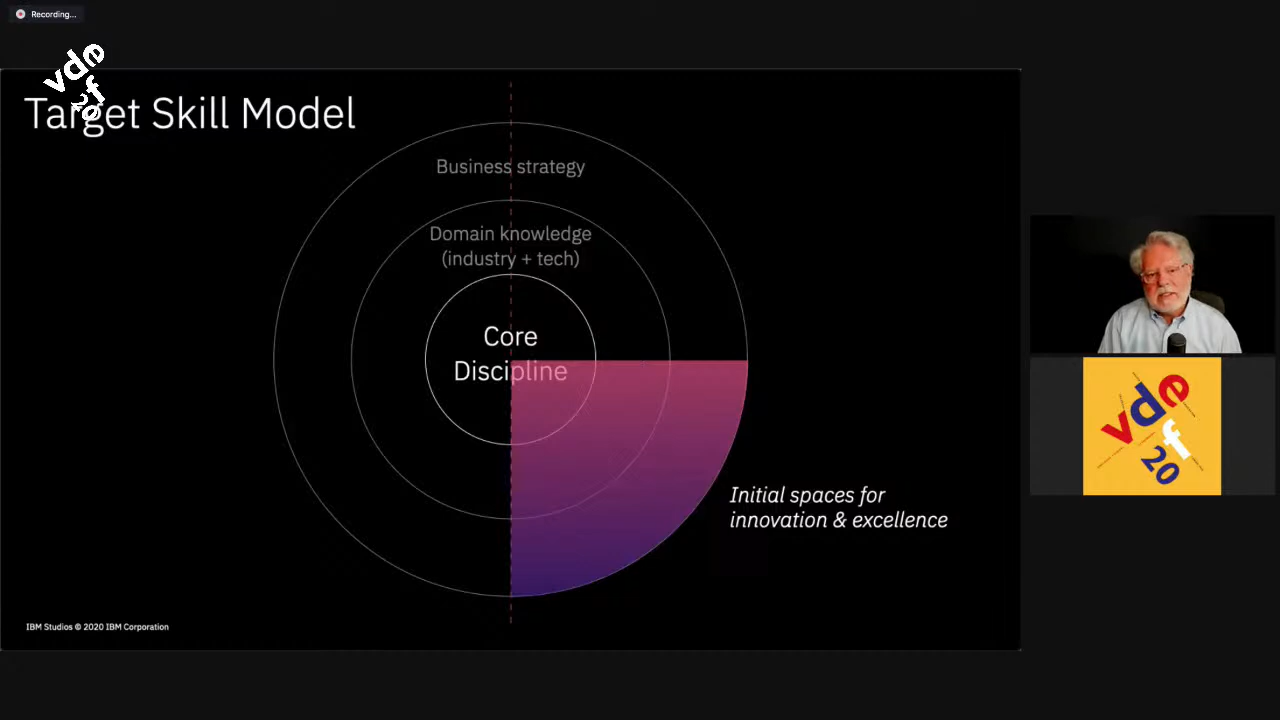 Recording...
vdef
20
Target Skill Model
Business strategy
Domain knowledge
(industry + tech)
Core
Discipline
Initial spaces for
innovation & excellence
IBM Studios © 2020 IBM Corporation
vdef
20